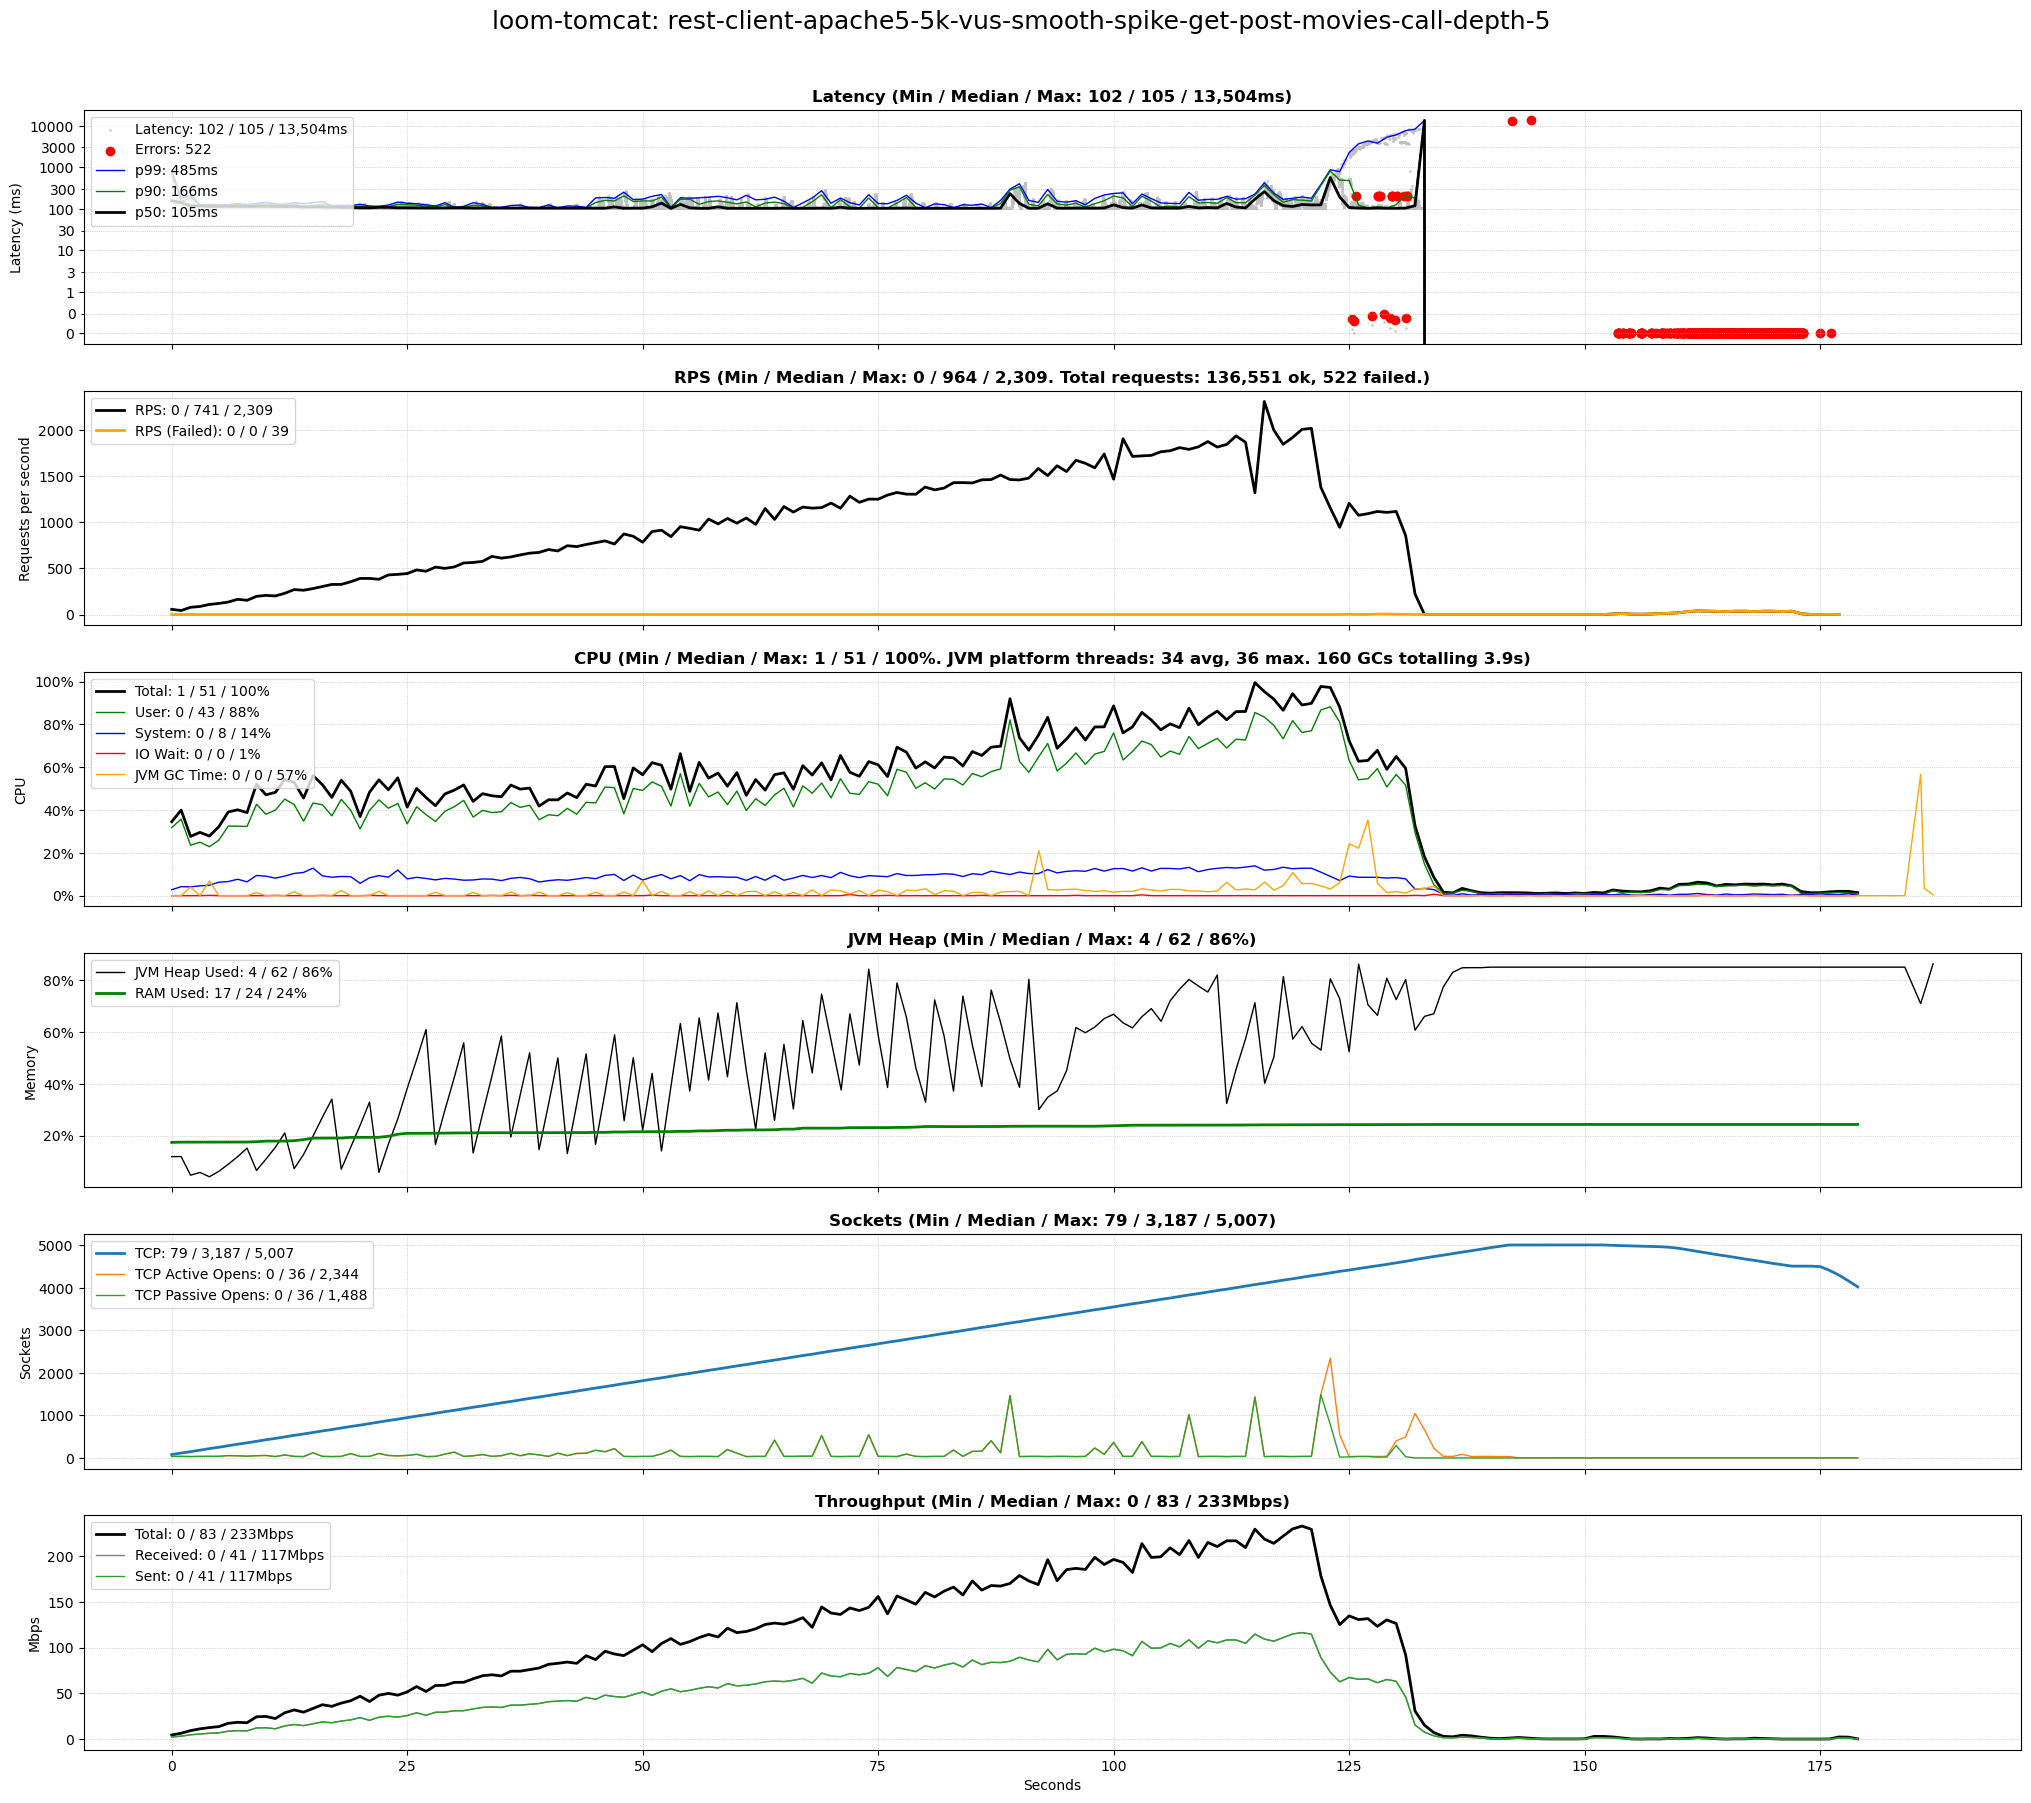 loom-tomcat: rest-client-apache5-5k-vus-smooth-spike-get-post-movies-call-depth-5
Latency (Min / Median / Max: 102 / 105 / 13,504ms)
Latency (ms)
10000
3000
1000
300
100
30
10
3
1
0
0
Latency: 102 / 105 / 13,504ms
Errors: 522
p99: 485ms
p90: 166ms
p50: 105ms
RPS (Min / Median / Max: 0 / 964 / 2,309. Total requests: 136,551 ok, 522 failed.)
Requests per second
2000
1500
1000
500
0
RPS: 0 / 741 / 2,309
RPS (Failed): 0 / 0 / 39
CPU (Min / Median / Max: 1 / 51 / 100%. JVM platform threads: 34 avg, 36 max. 160 GCs totalling 3.9s)
CPU
100%
80%
60%
40%
20%
0%
Total: 1 / 51 / 100%
User: 0 / 43 / 88%
System: 0 / 8 / 14%
IO Wait: 0 / 0 / 1%
JVM GC Time: 0 / 0 / 57%
JVM Heap (Min / Median / Max: 4 / 62 / 86%)
Memory
80%
60%
40%
20%
JVM Heap Used: 4 / 62 / 86%
RAM Used: 17 / 24 / 24%
Sockets (Min / Median / Max: 79 / 3,187 / 5,007)
Sockets
5000
4000
3000
2000
1000
0
TCP: 79 / 3,187 / 5,007
TCP Active Opens: 0 / 36 / 2,344
TCP Passive Opens: 0 / 36 / 1,488
Throughput (Min / Median / Max: 0 / 83 / 233Mbps)
Mbps
200
150
100
50
0
Total: 0 / 83 / 233Mbps
Received: 0 / 41 / 117Mbps
Sent: 0 / 41 / 117Mbps
0 25 50 75 100 125 150 175
Seconds